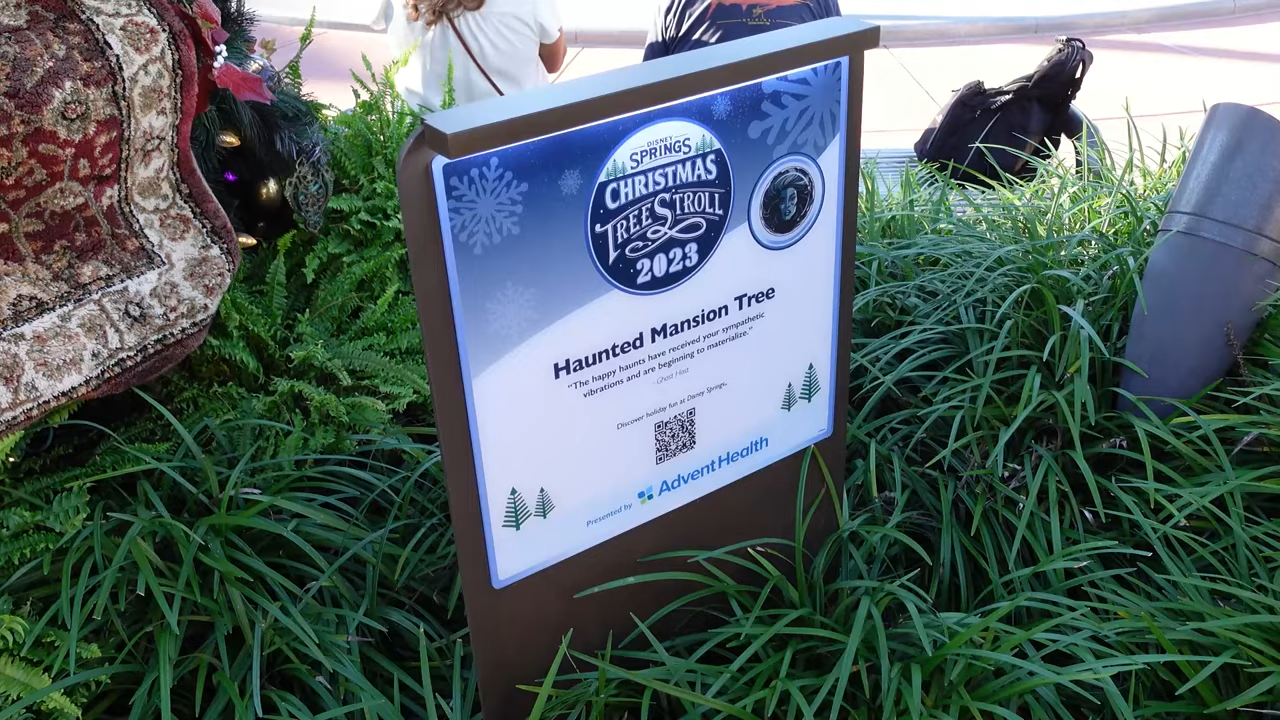 DISNEY
SPRINGS
CHRISTMAS
TREE STROLL
2023
Haunted Mansion Tree
"The happy haunts have received your sympathetic
vibrations and are beginning to materialize."
- Ghost Host
Discover holiday fun at Disney Springs.
Presented by AdventHealth